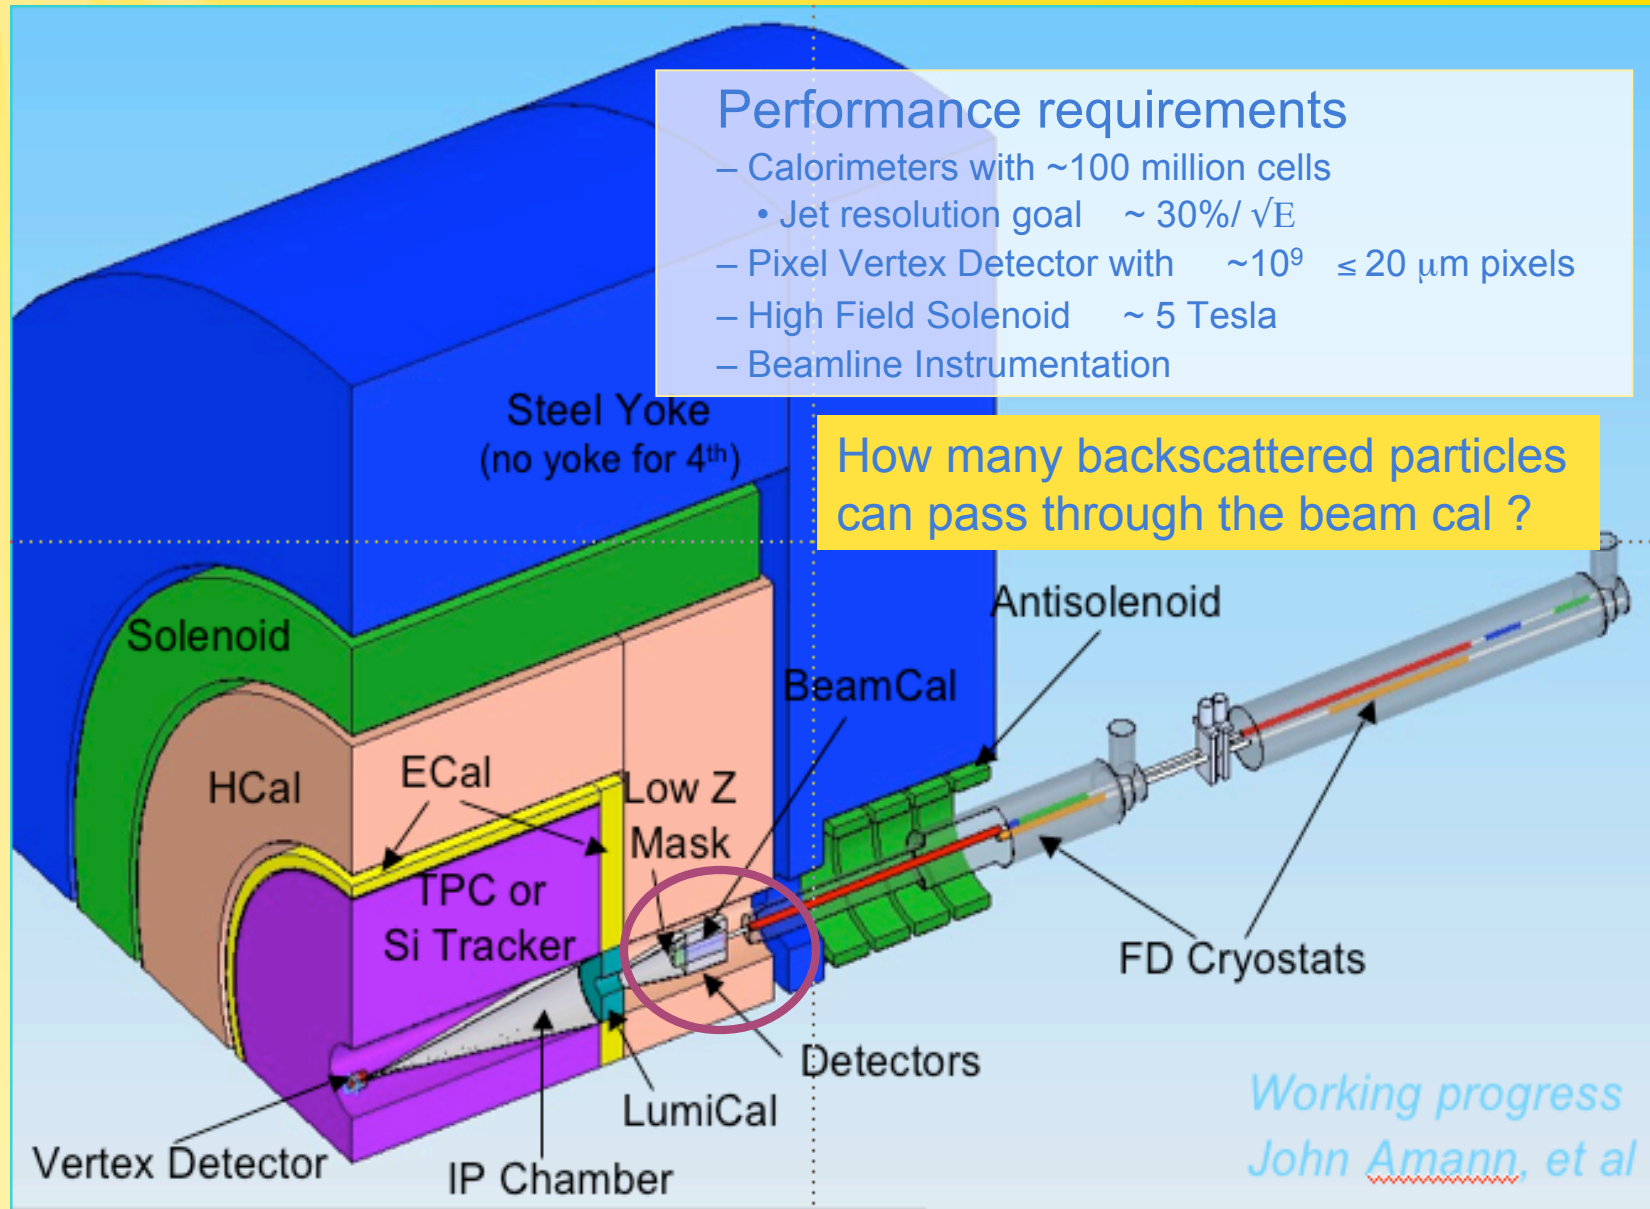 Performance requirements
– Calorimeters with ~100 million cells
• Jet resolution goal ~ 30%/ √E
– Pixel Vertex Detector with ~10⁹ ≤ 20 μm pixels
– High Field Solenoid ~ 5 Tesla
– Beamline Instrumentation
Steel Yoke
(no yoke for 4ᵗʰ)
How many backscattered particles
can pass through the beam cal ?
Antisolenoid
Solenoid
BeamCal
HCal
ECal
Low Z
Mask
TPC or
Si Tracker
FD Cryostats
Detectors
LumiCal
Vertex Detector
IP Chamber
Working progress
John Amann, et al